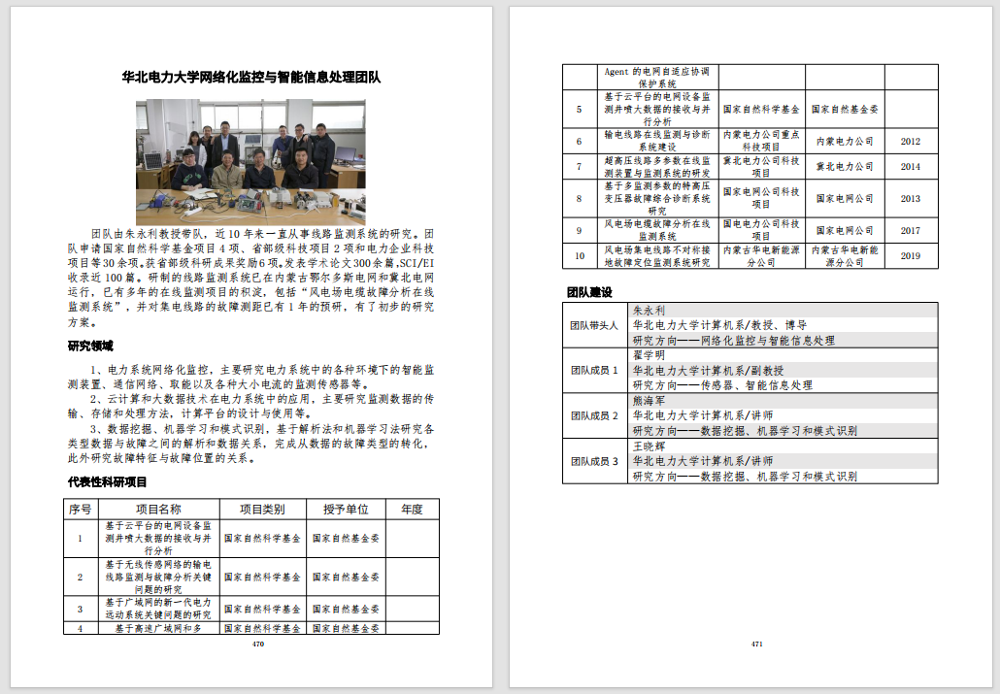 华北电力大学网络化监控与智能信息处理团队
团队由朱永利教授带队，近10年来一直从事线路监测系统的研究。团
队申请国家自然科学基金项目4项、省部级科技项目2项和电力企业科技
项目等30余项。获省部级科研成果奖励6项。发表学术论文300余篇,SCI/EI
收录近100篇。研制的线路监测系统已在内蒙古鄂尔多斯电网和冀北电网
运行，已有多年的在线监测项目的积淀，包括“风电场电缆故障分析在线
监测系统”，并对集电线路的故障测距已有1年的预研，有了初步的研究
方案。
研究领域
1、电力系统网络化监控，主要研究电力系统中的各种环境下的智能监
测装置、通信网络、取能以及各种大小电流的监测传感器等。
2、云计算和大数据技术在电力系统中的应用，主要研究监测数据的传
输、存储和处理方法，计算平台的设计与使用等。
3、数据挖掘、机器学习和模式识别，基于解析法和机器学习法研究各
类型数据与故障之间的解析和数据关系，完成从数据的故障类型的转化，
此外研究故障特征与故障位置的关系。
代表性科研项目
序号 项目名称 项目类别 授予单位 年度
基于云平台的电网设备监
1 测井喷大数据的接收与并 国家自然科学基金 国家自然基金委
行分析
基于无线传感网络的输电
2 线路监测与故障分析关键 国家自然科学基金 国家自然基金委
问题的研究
3 基于广域网的新一代电力 国家自然科学基金 国家自然基金委
远动系统关键问题的研究
4 基于高速广域网和多 国家自然科学基金 国家自然基金委
470
Agent的电网自适应协调
保护系统
基于云平台的电网设备监
5 测井喷大数据的接收与并 国家自然科学基金 国家自然基金委
行分析
6 输电线路在线监测与诊断 内蒙电力公司重点 内蒙电力公司 2012
系统建设 科技项目
7 超高压线路多参数在线监 冀北电力公司科技 冀北电力公司 2014
测装置与监测系统的研发 项目
基于多监测参数的特高压
8 变压器故障综合诊断系统 国家电网公司科技 国家电网公司 2013
研究 项目
9 风电场电缆故障分析在线 国电电力公司科技 国家电网公司 2017
监测系统 项目
10 风电场集电线路不对称接 内蒙古华电新能源 内蒙古华电新能 2019
地故障定位监测系统研究 分公司 源分公司
团队建设
朱永利
团队带头人 华北电力大学计算机系/教授、博导
研究方向——网络化监控与智能信息处理
翟学明
团队成员1 华北电力大学计算机系/副教授
研究方向——传感器、智能信息处理
熊海军
团队成员2 华北电力大学计算机系/讲师
研究方向——数据挖掘、机器学习和模式识别
王晓辉
团队成员3 华北电力大学计算机系/讲师
研究方向——数据挖掘、机器学习和模式识别
471